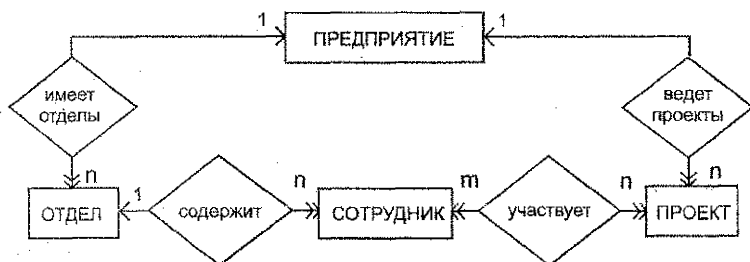 1
ПРЕДПРИЯТИЕ
1
имеет
отделы
ведет
проекты
n
n
ОТДЕЛ
1
содержит
n
СОТРУДНИК
m
участвует
n
ПРОЕКТ